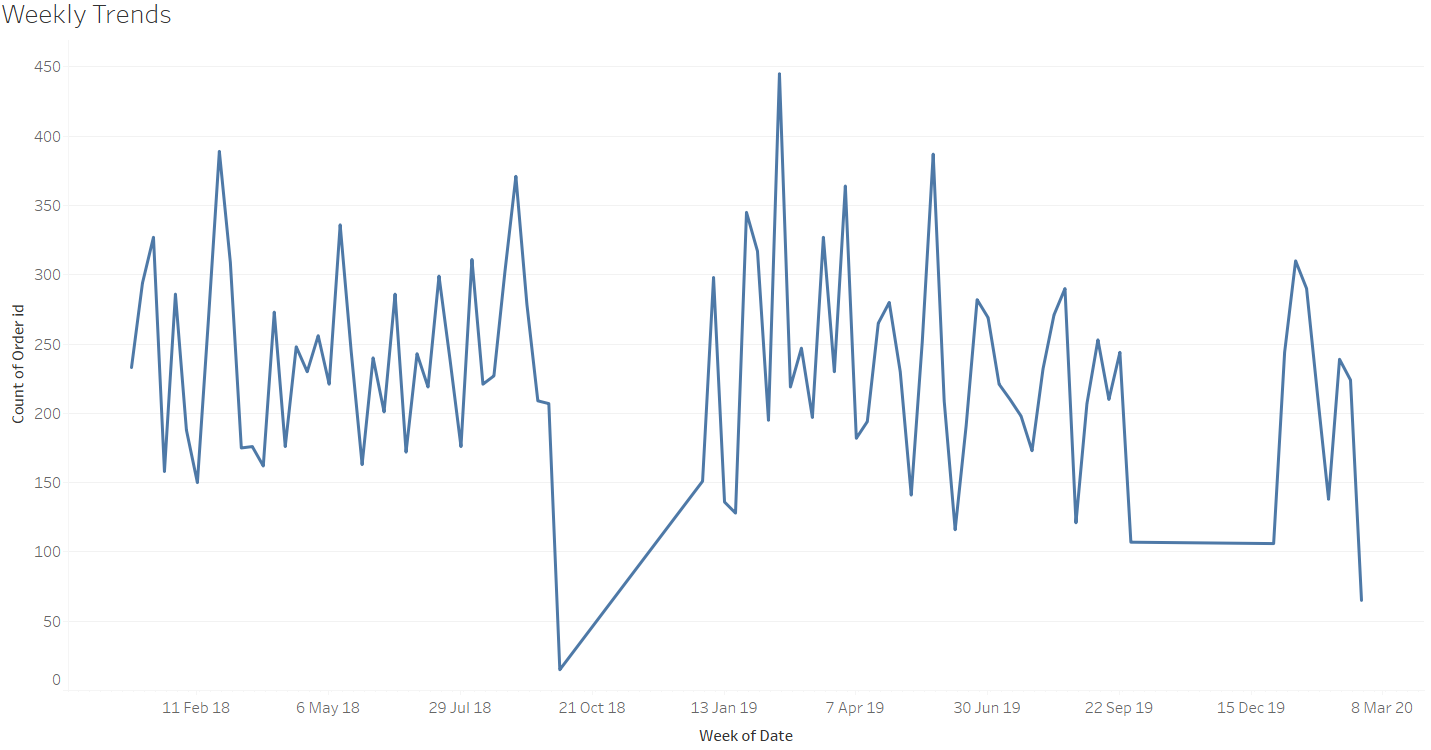 Weekly Trends
450
400
350
300
250
200
150
100
50
0
Count of Order Id
11 Feb 18
6 May 18
29 Jul 18
21 Oct 18
13 Jan 19
7 Apr 19
30 Jun 19
22 Sep 19
15 Dec 19
8 Mar 20
Week of Date